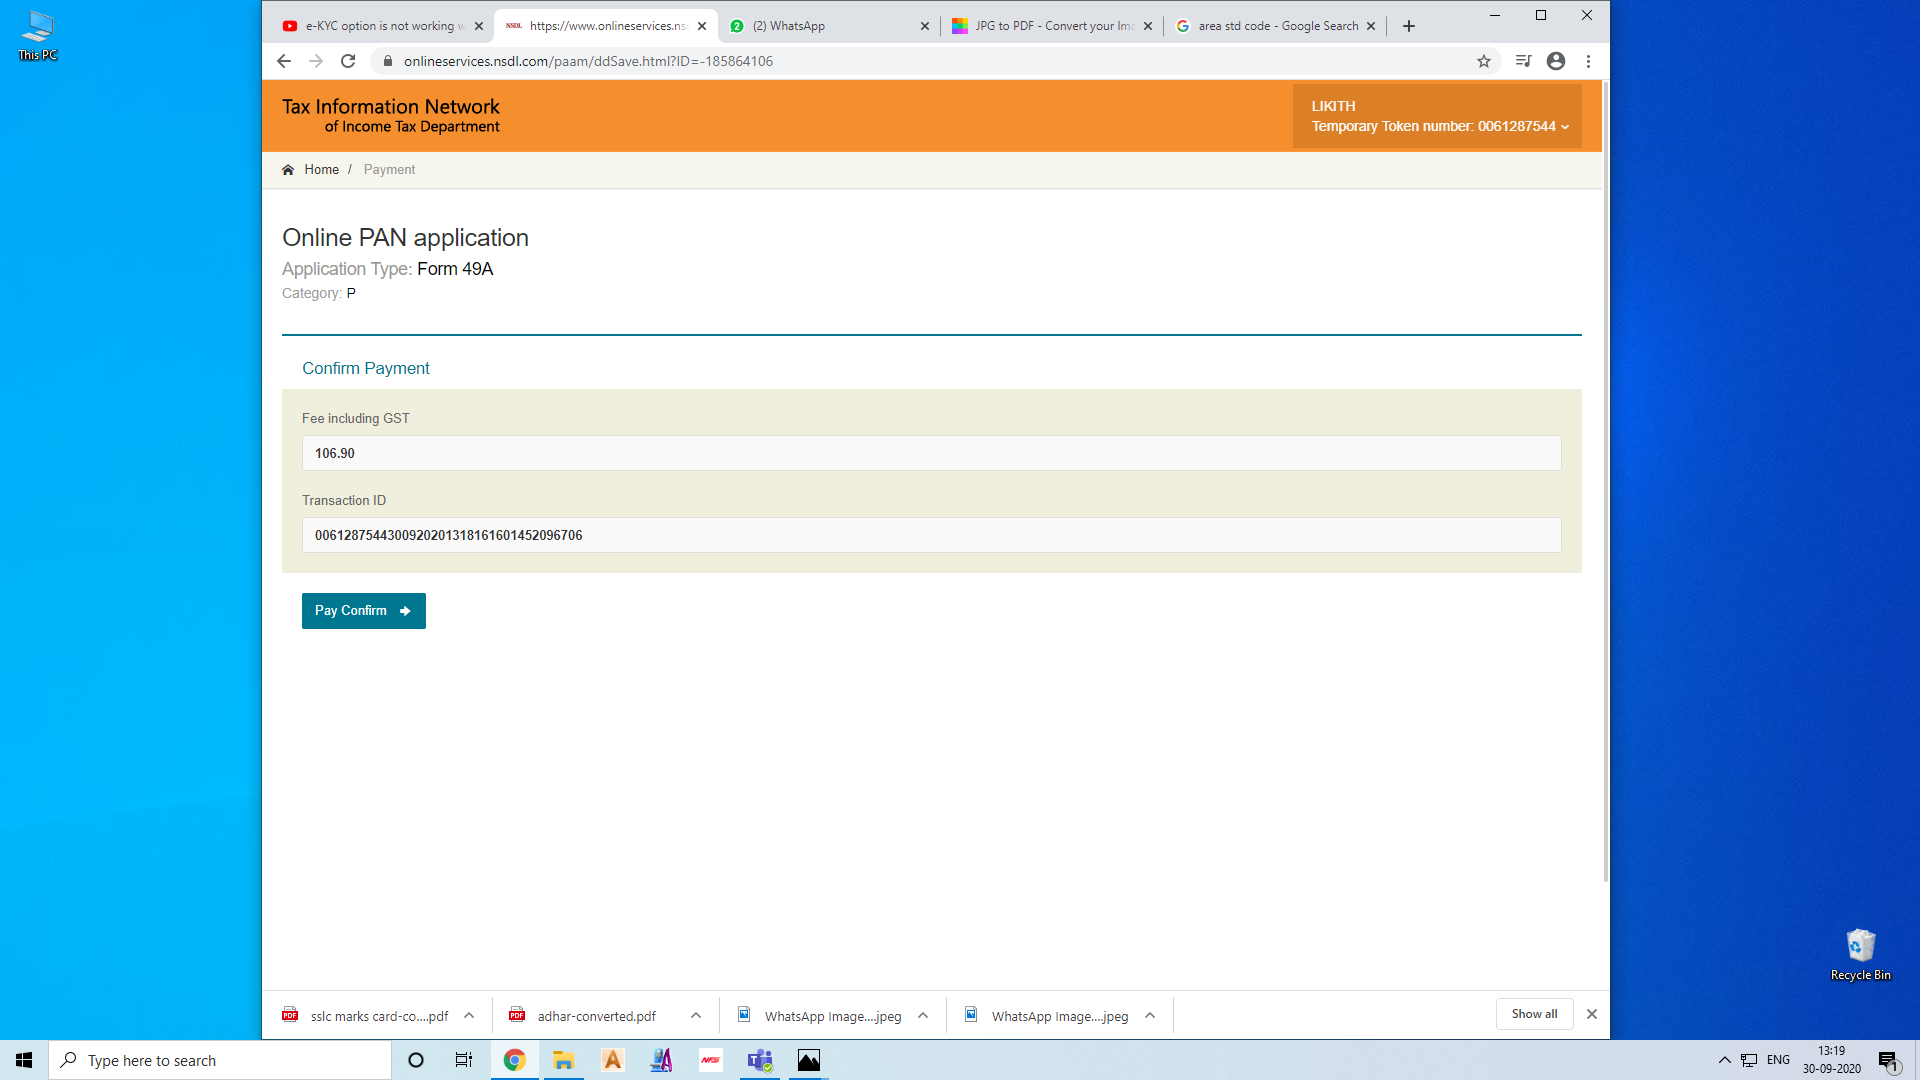 This PC
e-KYC option is not working w
NSDL https://www.onlineservices.ns
(2) WhatsApp
JPG to PDF - Convert your Ima
area std code - Google Search
onlineservices.nsdl.com/paam/ddSave.html?ID=-185864106
Tax Information Network
of Income Tax Department
LIKITH
Temporary Token number: 0061287544
Home / Payment
Online PAN application
Application Type: Form 49A
Category: P
Confirm Payment
Fee including GST
106.90
Transaction ID
0061287544300920201318161601452096706
Pay Confirm
Recycle Bin
sslc marks card-co....pdf
adhar-converted.pdf
WhatsApp Image....jpeg
WhatsApp Image....jpeg
Show all
Type here to search
NFS
ENG
13:19
30-09-2020
1